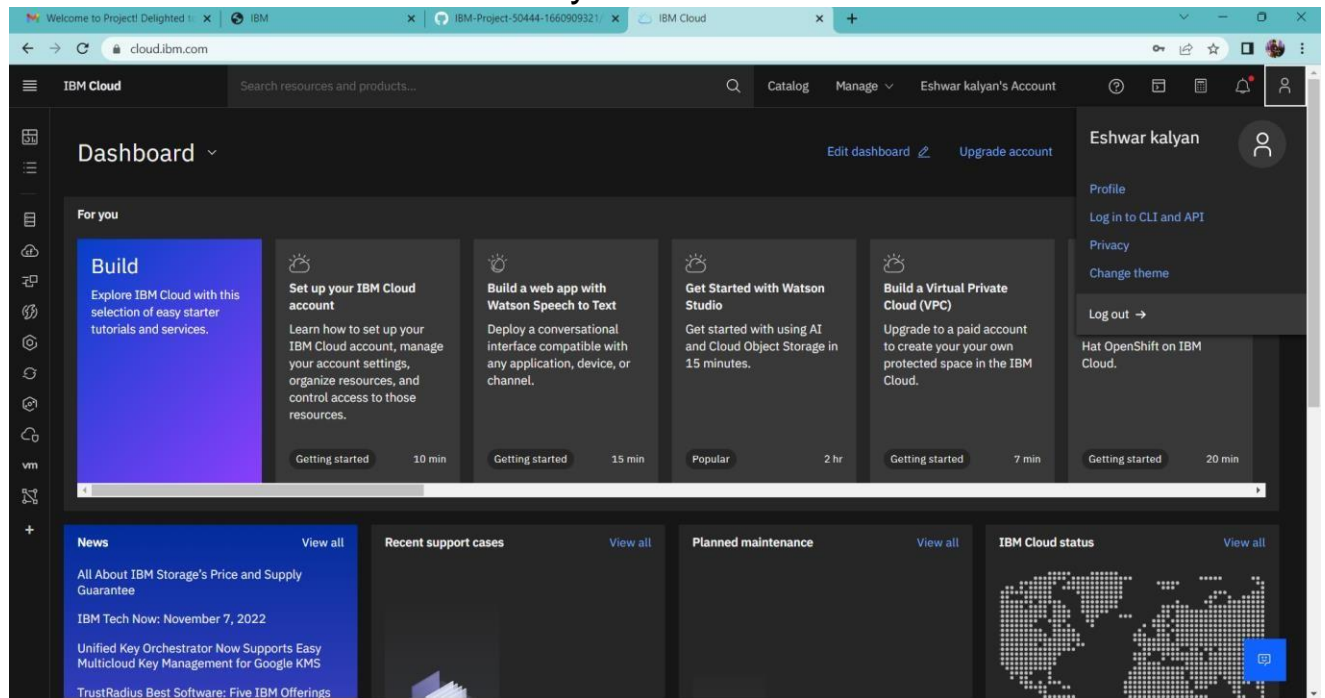 Welcome to Project! Delighted t
IBM
IBM-Project-50444-1660909321/
IBM Cloud
cloud.ibm.com
IBM Cloud
Search resources and products...
Catalog
Manage
Eshwar kalyan's Account
Dashboard
Edit dashboard
Upgrade account
Eshwar kalyan
Profile
Log in to CLI and API
Privacy
Change theme
Log out →
For you
Build
Explore IBM Cloud with this
selection of easy starter
tutorials and services.
Set up your IBM Cloud
account
Learn how to set up your
IBM Cloud account, manage
your account settings,
organize resources, and
control access to those
resources.
Getting started
10 min
Build a web app with
Watson Speech to Text
Deploy a conversational
interface compatible with
any application, device, or
channel.
Getting started
15 min
Get Started with Watson
Studio
Get started with using AI
and Cloud Object Storage in
15 minutes.
Popular
2 hr
Build a Virtual Private
Cloud (VPC)
Upgrade to a paid account
to create your your own
protected space in the IBM
Cloud.
Getting started
7 min
Hat OpenShift on IBM
Cloud.
Getting started
20 min
vm
News
View all
All About IBM Storage's Price and Supply
Guarantee
IBM Tech Now: November 7, 2022
Unified Key Orchestrator Now Supports Easy
Multicloud Key Management for Google KMS
TrustRadius Best Software: Five IBM Offerings
Recent support cases
View all
Planned maintenance
View all
IBM Cloud status
View all